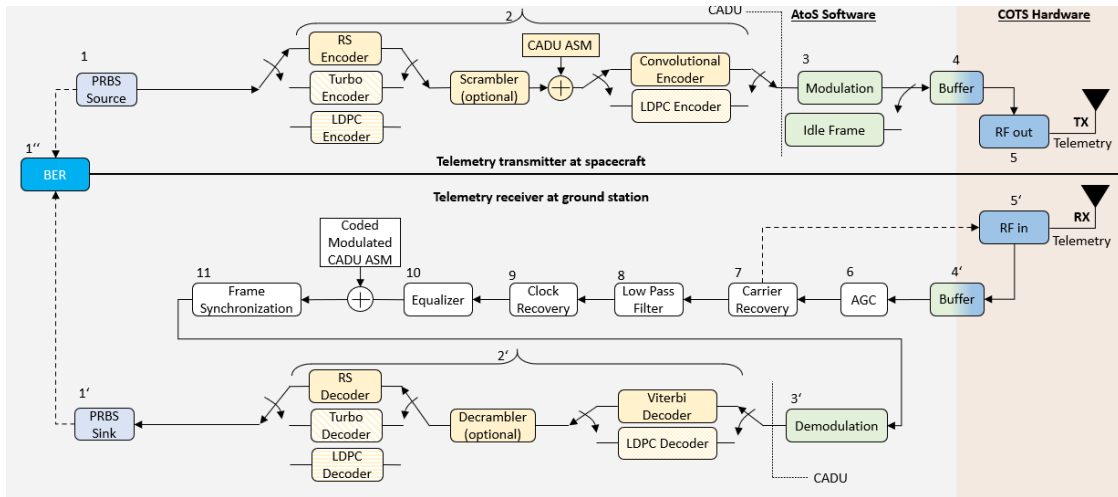 CADU
AtoS Software
COTS Hardware
2
1
PRBS
Source
RS
Encoder
Turbo
Encoder
LDPC
Encoder
Scrambler
(optional)
CADU ASM
Convolutional
Encoder
LDPC Encoder
3
Modulation
Idle Frame
4
Buffer
RF out
5
TX
Telemetry
1‘‘
BER
Telemetry transmitter at spacecraft
Telemetry receiver at ground station
5‘
RF in
RX
Telemetry
Coded
Modulated
CADU ASM
11
Frame
Synchronization
10
Equalizer
9
Clock
Recovery
8
Low Pass
Filter
7
Carrier
Recovery
6
AGC
4‘
Buffer
2‘
1‘
PRBS
Sink
RS
Decoder
Turbo
Decoder
LDPC
Decoder
Decrambler
(optional)
Viterbi
Decoder
LDPC Decoder
3‘
Demodulation
CADU